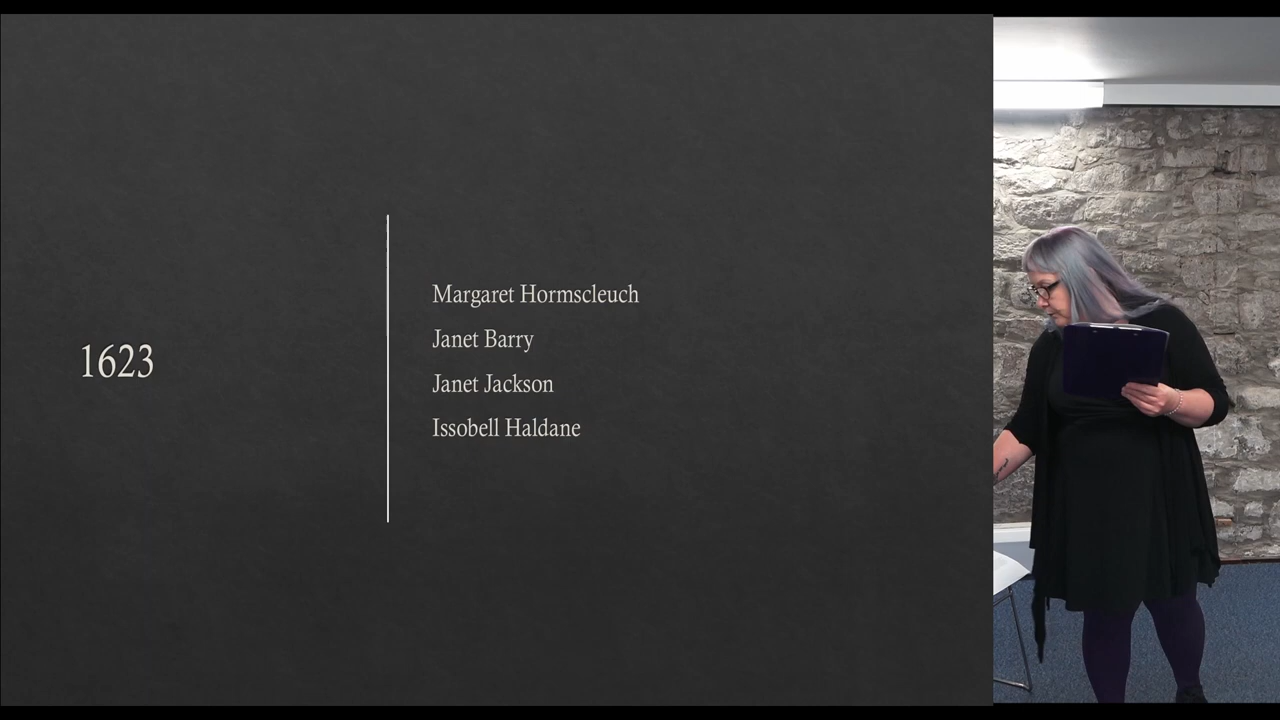 1623
Margaret Hormscleuch
Janet Barry
Janet Jackson
Issobell Haldane